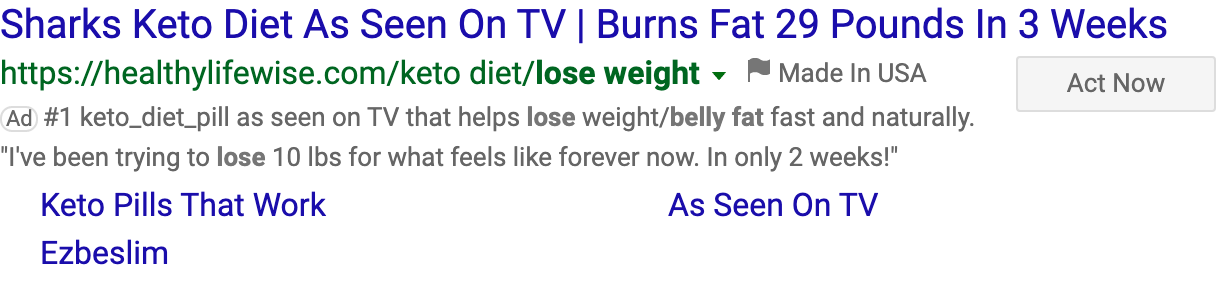 Sharks Keto Diet As Seen On TV | Burns Fat 29 Pounds In 3 Weeks
https://healthylifewise.com/keto diet/lose weight Made In USA
Act Now
Ad #1 keto_diet_pill as seen on TV that helps lose weight/belly fat fast and naturally.
"I've been trying to lose 10 lbs for what feels like forever now. In only 2 weeks!"
Keto Pills That Work
As Seen On TV
Ezbeslim